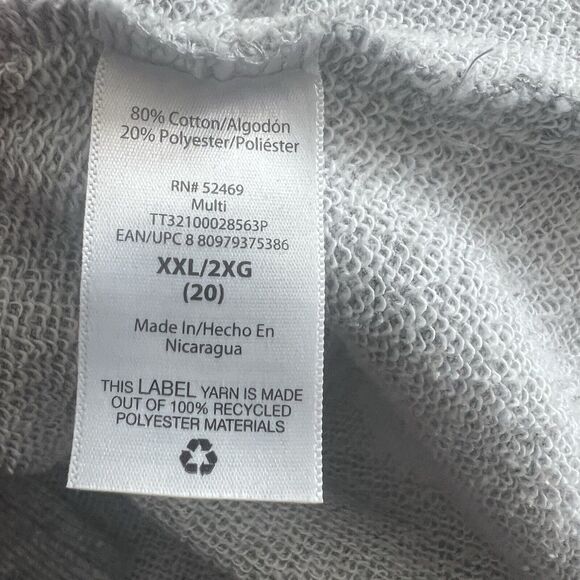 80% Cotton/Algodón
20% Polyester/Poliéster
RN# 52469
Multi
TT32100028563P
EAN/UPC 8 80979375386
XXL/2XG
(20)
Made In/Hecho En
Nicaragua
THIS LABEL YARN IS MADE
OUT OF 100% RECYCLED
POLYESTER MATERIALS